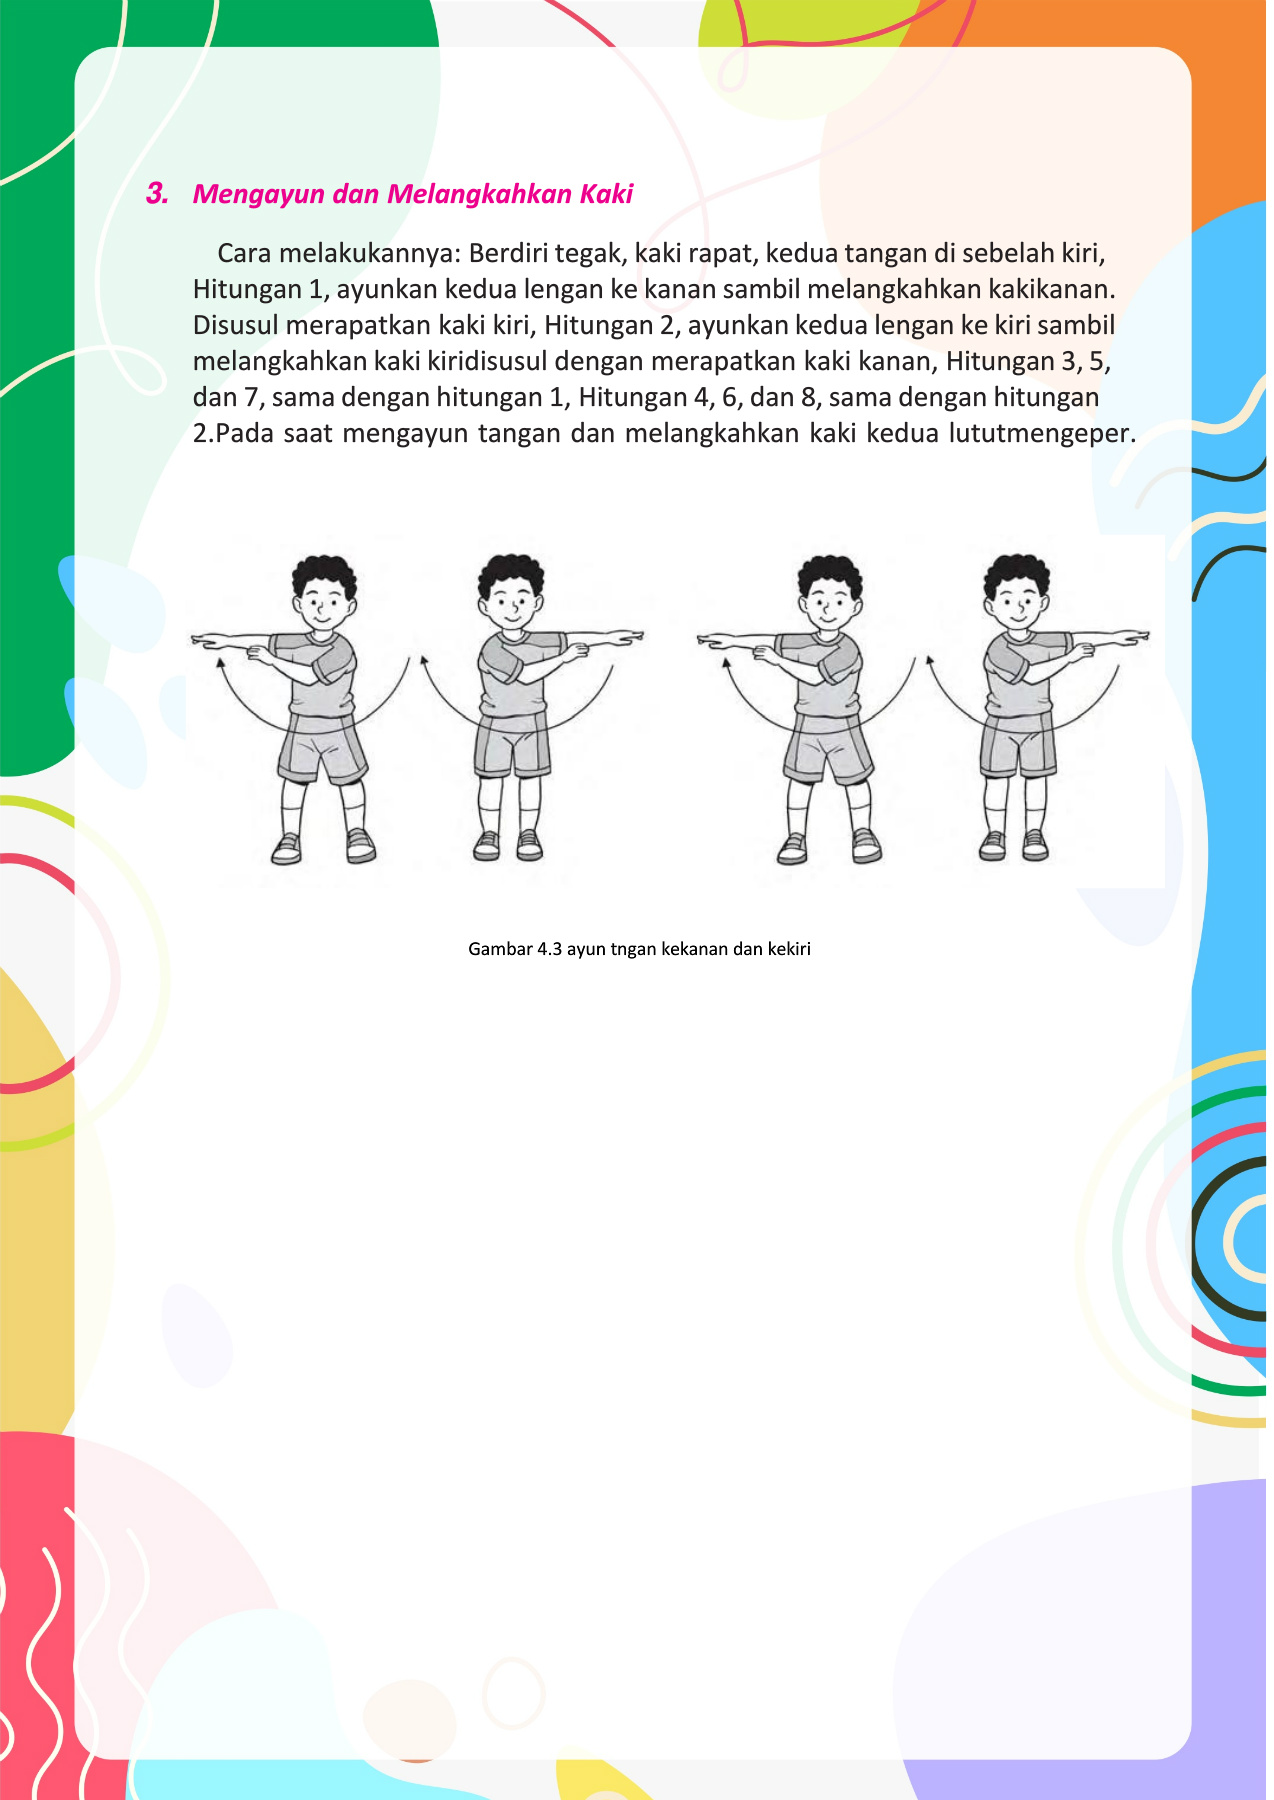 3. Mengayun dan Melangkahkan Kaki
Cara melakukannya: Berdiri tegak, kaki rapat, kedua tangan di sebelah kiri,
Hitungan 1, ayunkan kedua lengan ke kanan sambil melangkahkan kakikanan.
Disusul merapatkan kaki kiri, Hitungan 2, ayunkan kedua lengan ke kiri sambil
melangkahkan kaki kiridisusul dengan merapatkan kaki kanan, Hitungan 3, 5,
dan 7, sama dengan hitungan 1, Hitungan 4, 6, dan 8, sama dengan hitungan
2.Pada saat mengayun tangan dan melangkahkan kaki kedua lututmengeper.
Gambar 4.3 ayun tngan kekanan dan kekiri